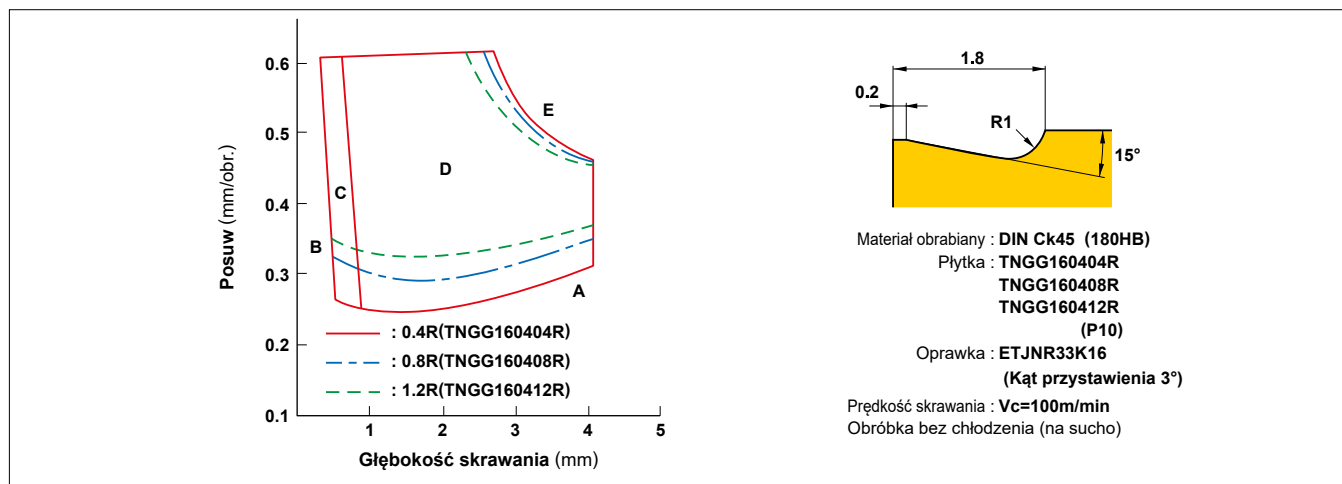 Posuw (mm/obr.)
0.6
0.5
0.4
0.3
0.2
0.1
E
D
C
B
A
: 0.4R(TNGG160404R)
: 0.8R(TNGG160408R)
: 1.2R(TNGG160412R)
1 2 3 4 5
Głębokość skrawania (mm)
1.8
0.2
R1
15°
Materiał obrabiany : DIN Ck45 (180HB)
Płytka : TNGG160404R
TNGG160408R
TNGG160412R
(P10)
Oprawka : ETJNR33K16
(Kąt przystawienia 3°)
Prędkość skrawania : Vc=100m/min
Obróbka bez chłodzenia (na sucho)